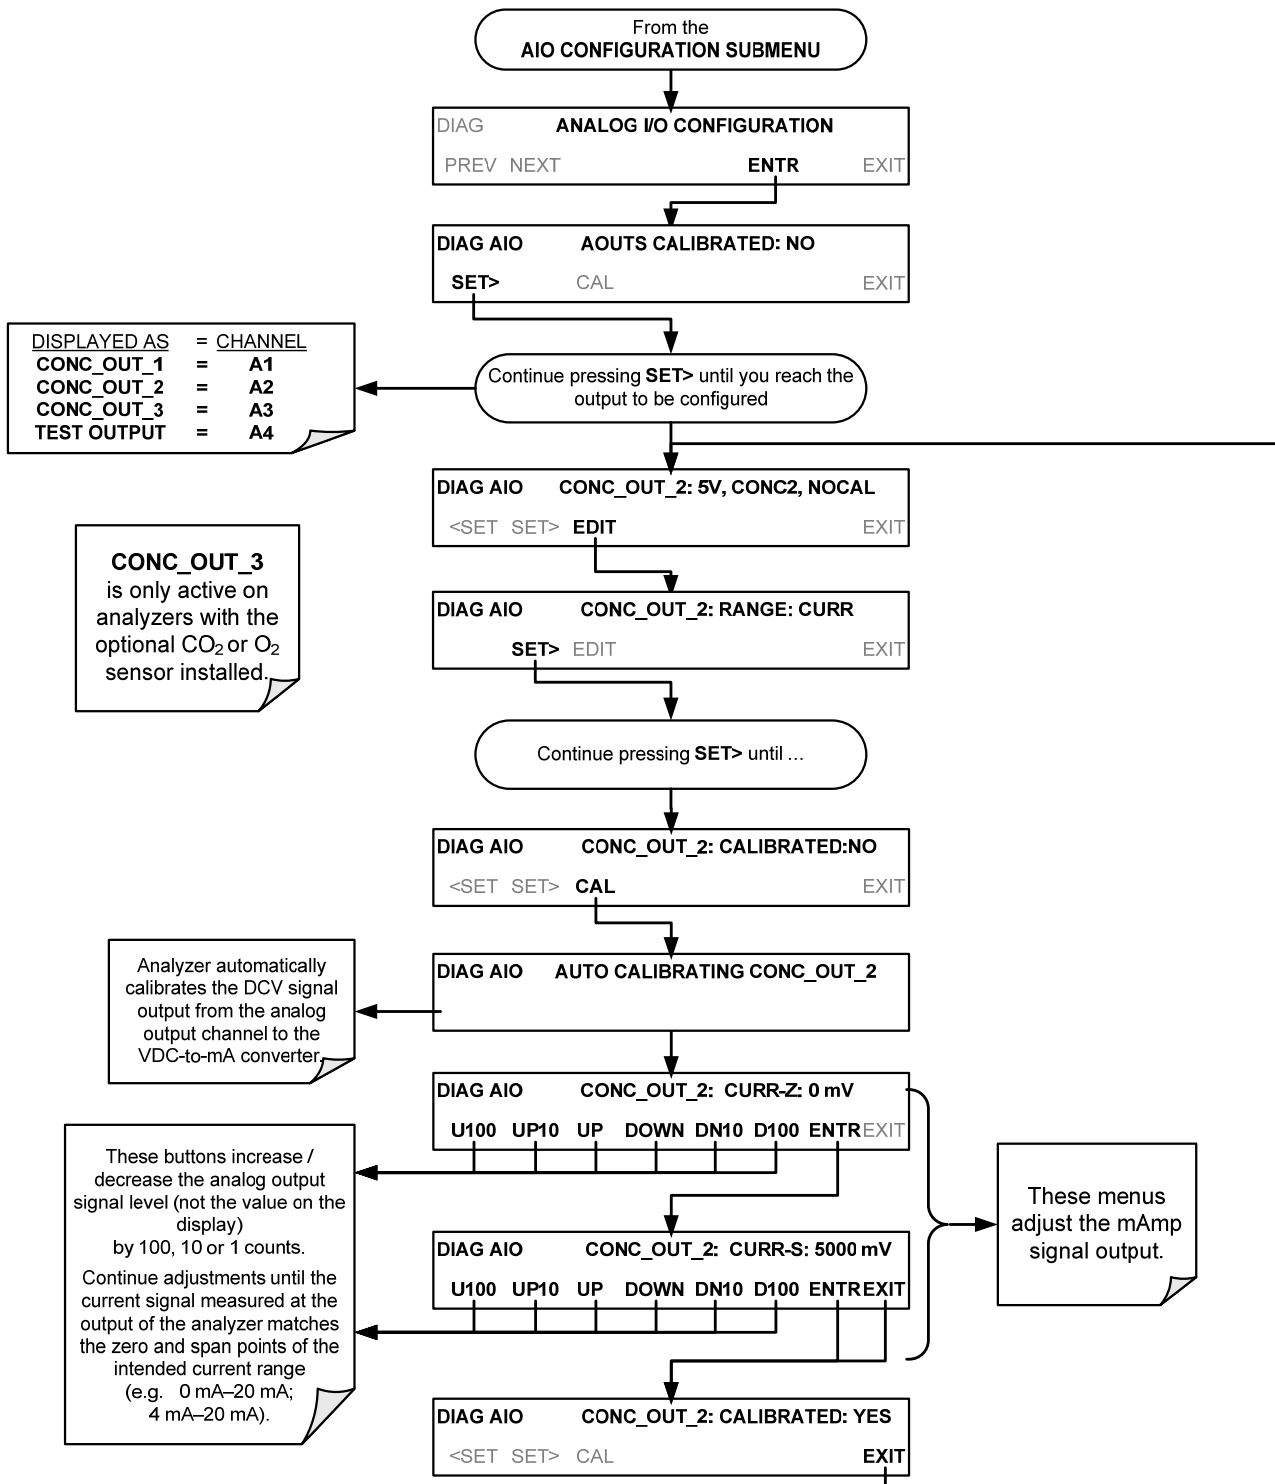 From the
AIO CONFIGURATION SUBMENU
DIAG ANALOG I/O CONFIGURATION
PREV NEXT ENTR EXIT
DIAG AIO AOUTS CALIBRATED: NO
SET> CAL EXIT
DISPLAYED AS = CHANNEL
CONC_OUT_1 = A1
CONC_OUT_2 = A2
CONC_OUT_3 = A3
TEST OUTPUT = A4
Continue pressing SET> until you reach the
output to be configured
DIAG AIO CONC_OUT_2: 5V, CONC2, NOCAL
<SET SET> EDIT EXIT
CONC_OUT_3
is only active on
analyzers with the
optional CO₂ or O₂
sensor installed.
DIAG AIO CONC_OUT_2: RANGE: CURR
SET> EDIT EXIT
Continue pressing SET> until ...
DIAG AIO CONC_OUT_2: CALIBRATED:NO
<SET SET> CAL EXIT
Analyzer automatically
calibrates the DCV signal
output from the analog
output channel to the
VDC-to-mA converter.
DIAG AIO AUTO CALIBRATING CONC_OUT_2
DIAG AIO CONC_OUT_2: CURR-Z: 0 mV
U100 UP10 UP DOWN DN10 D100 ENTR EXIT
These buttons increase /
decrease the analog output
signal level (not the value on the
display)
by 100, 10 or 1 counts.
Continue adjustments until the
current signal measured at the
output of the analyzer matches
the zero and span points of the
intended current range
(e.g. 0 mA–20 mA;
4 mA–20 mA).
These menus
adjust the mAmp
signal output.
DIAG AIO CONC_OUT_2: CURR-S: 5000 mV
U100 UP10 UP DOWN DN10 D100 ENTR EXIT
DIAG AIO CONC_OUT_2: CALIBRATED: YES
<SET SET> CAL EXIT